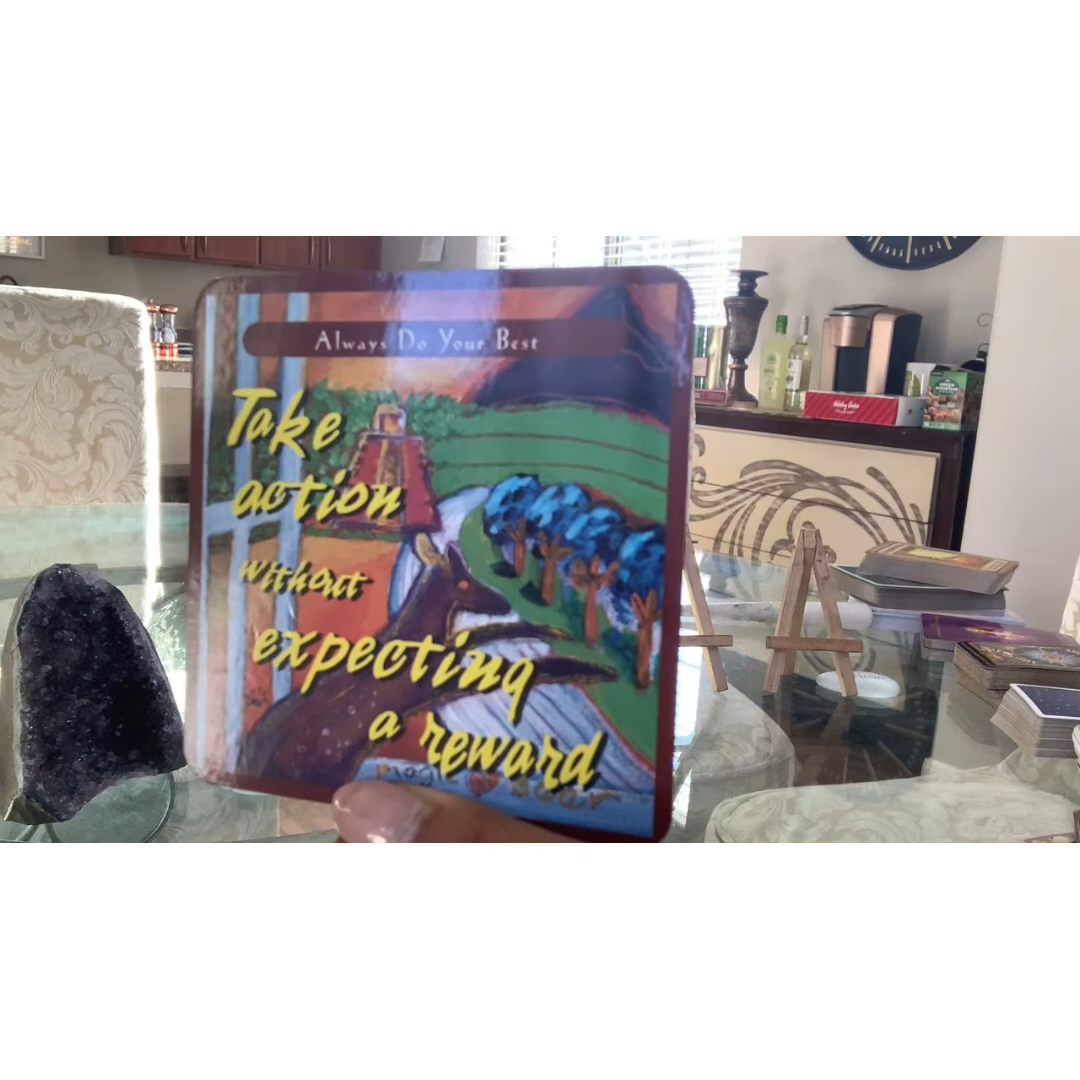 Always Do Your Best
Take
action
without
expecting
a reward